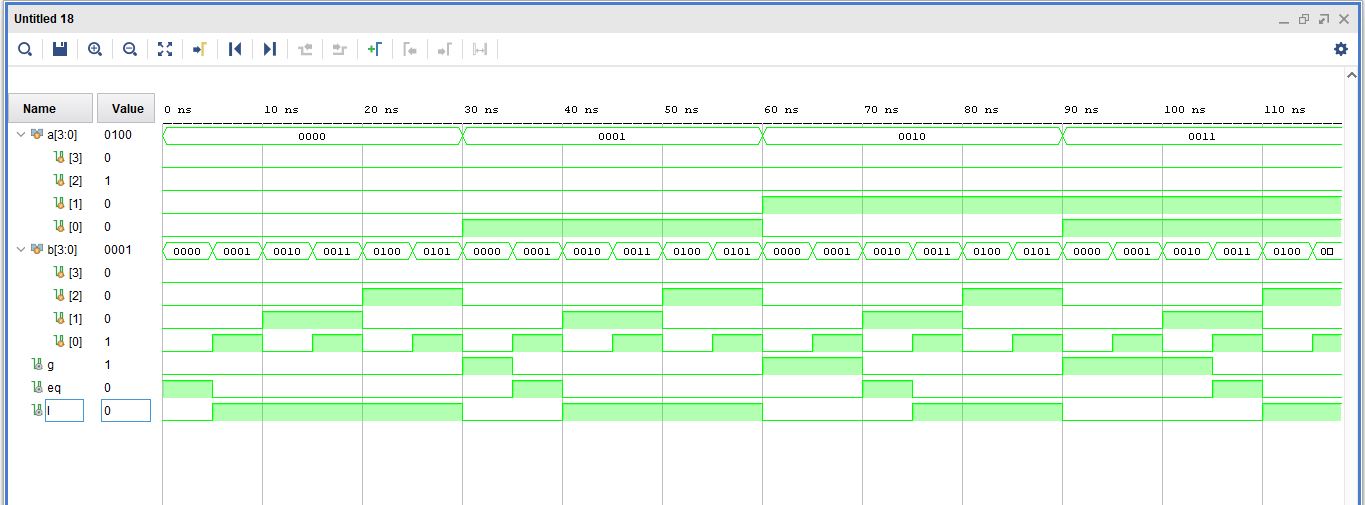 Untitled 18
Name Value 0 ns 10 ns 20 ns 30 ns 40 ns 50 ns 60 ns 70 ns 80 ns 90 ns 100 ns 110 ns
a[3:0] 0100 0000 0001 0010 0011
[3] 0
[2] 1
[1] 0
[0] 0
b[3:0] 0001 0000 0001 0010 0011 0100 0101 0000 0001 0010 0011 0100 0101 0000 0001 0010 0011 0100 0101 0000 0001 0010 0011 0100 00
[3] 0
[2] 0
[1] 0
[0] 1
g 1
eq 0
l 0